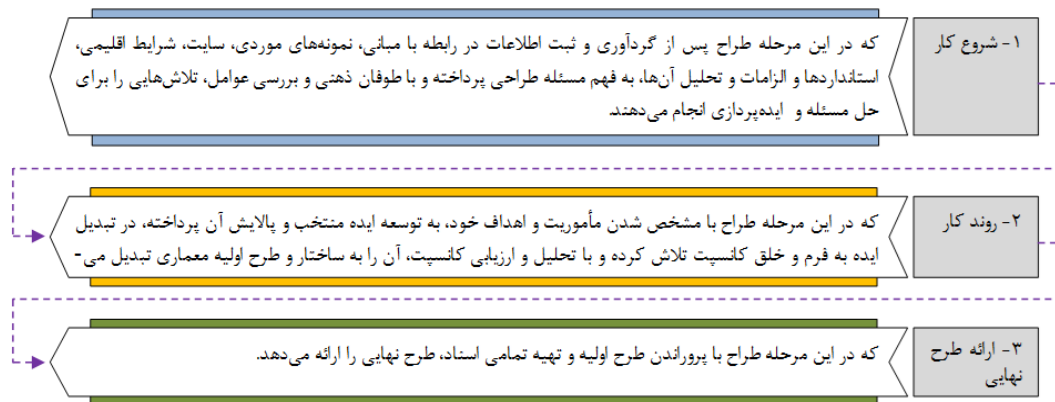 ۱- شروع کار
که در این مرحله طراح پس از گردآوری و ثبت اطلاعات در رابطه با مبانی، نمونه‌های موردی، سایت، شرایط اقلیمی،
استانداردها و الزامات و تحلیل آن‌ها، به فهم مسئله طراحی پرداخته و با طوفان ذهنی و بررسی عوامل، تلاش‌هایی را برای
حل مسئله و ایده‌پردازی انجام می‌دهند.
۲- روند کار
که در این مرحله طراح با مشخص شدن مأموریت و اهداف خود، به توسعه ایده منتخب و پالایش آن پرداخته، در تبدیل
ایده به فرم و خلق کانسپت تلاش کرده و با تحلیل و ارزیابی کانسپت، آن را به ساختار و طرح اولیه معماری تبدیل می-
۳- ارائه طرح
نهایی
که در این مرحله طراح با پروراندن طرح اولیه و تهیه تمامی اسناد، طرح نهایی را ارائه می‌دهد.